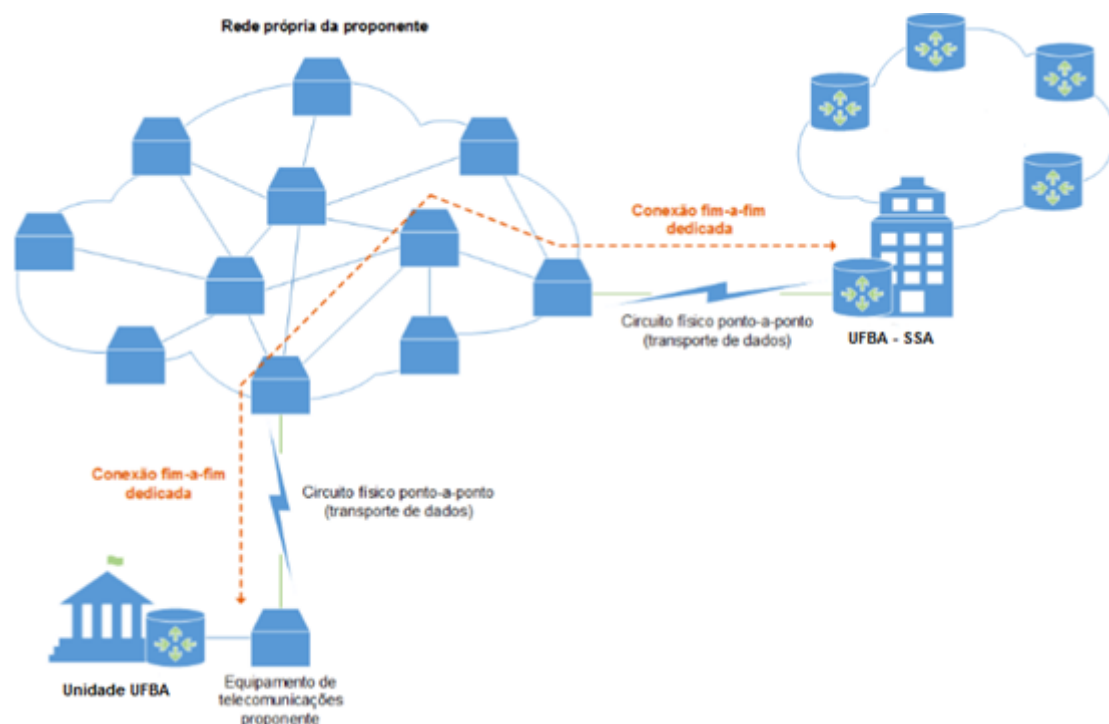 Rede própria da proponente
Conexão fim-a-fim
dedicada
Circuito físico ponto-a-ponto
(transporte de dados)
UFBA - SSA
Conexão fim-a-fim
dedicada
Circuito físico ponto-a-ponto
(transporte de dados)
Unidade UFBA
Equipamento de
telecomunicações
proponente